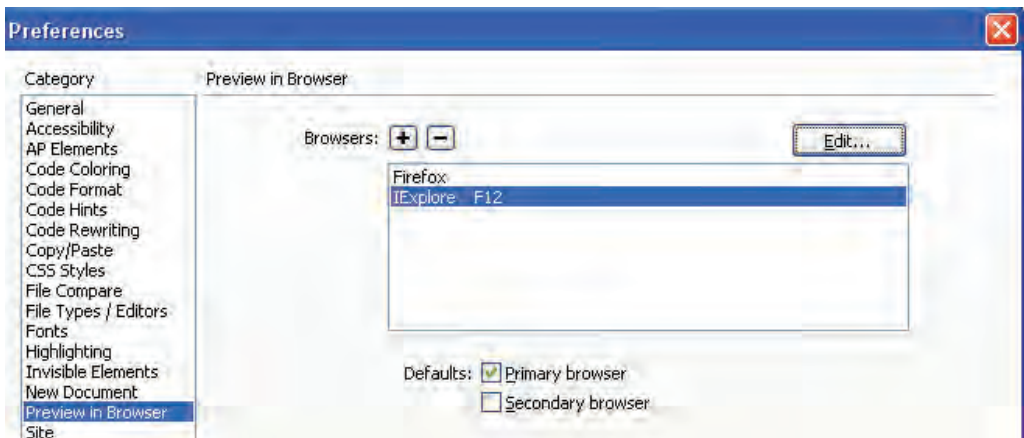 Preferences
Category
Preview in Browser
General
Accessibility
AP Elements
Code Coloring
Code Format
Code Hints
Code Rewriting
Copy/Paste
CSS Styles
File Compare
File Types / Editors
Fonts
Highlighting
Invisible Elements
New Document
Preview in Browser
Site
Browsers: + −
Edit...
Firefox
IExplore F12
Defaults: Primary browser
Secondary browser